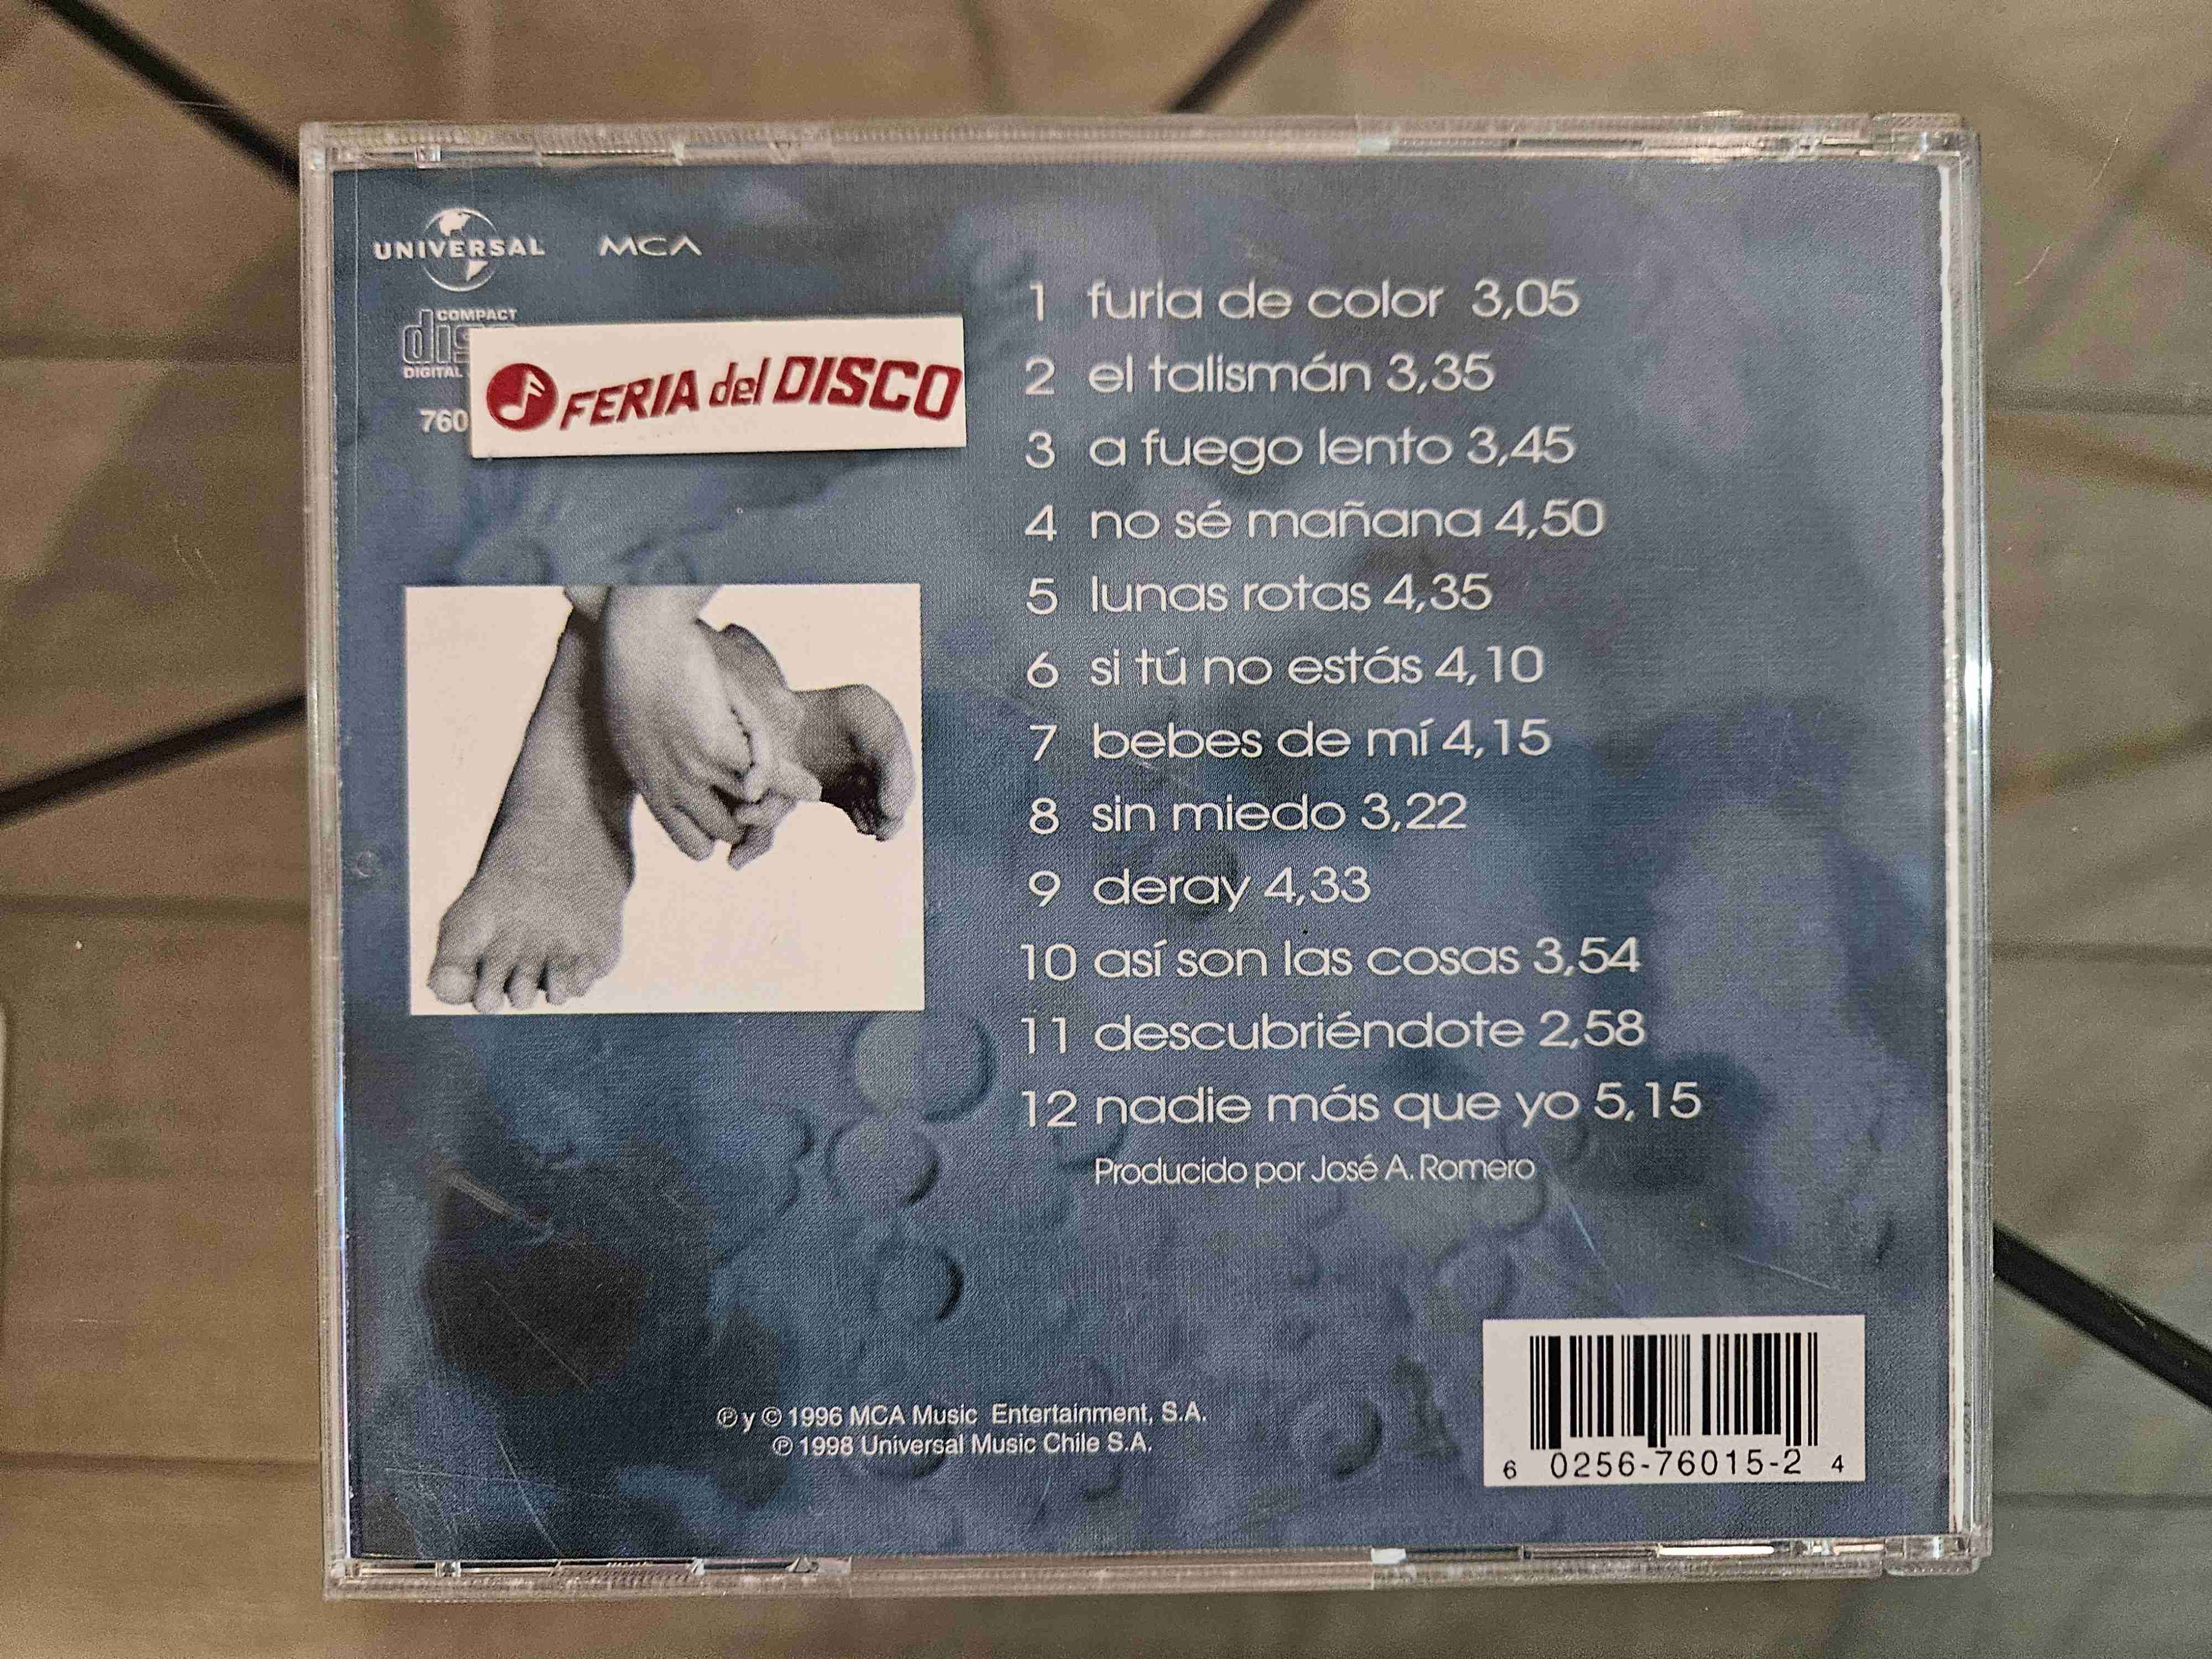 UNIVERSAL MCA
COMPACT
DIGITAL
760
FERIA del DISCO
1 furia de color 3,05
2 el talismán 3,35
3 a fuego lento 3,45
4 no sé mañana 4,50
5 lunas rotas 4,35
6 si tú no estás 4,10
7 bebes de mí 4,15
8 sin miedo 3,22
9 deray 4,33
10 así son las cosas 3,54
11 descubriéndote 2,58
12 nadie más que yo 5,15
Producido por José A. Romero
℗ y © 1996 MCA Music Entertainment, S.A.
℗ 1998 Universal Music Chile S.A.
6 0256-76015-2 4